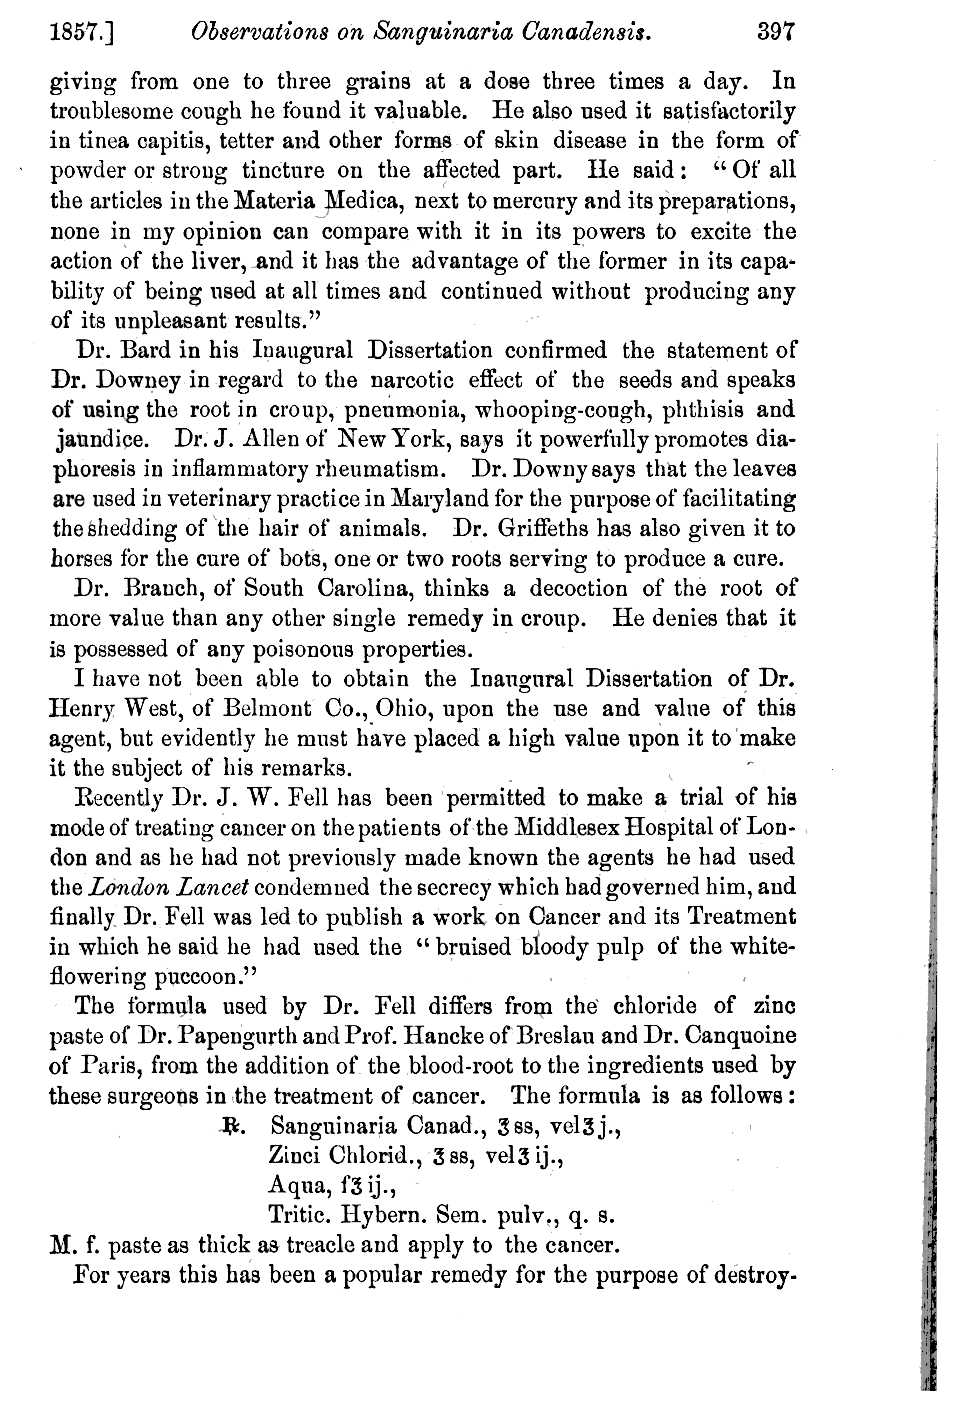 1857.] Observations on Sanguinaria Canadensis. 397
giving from one to three grains at a dose three times a day. In
troublesome cough he found it valuable. He also used it satisfactorily
in tinea capitis, tetter and other forms of skin disease in the form of
powder or strong tincture on the affected part. He said: "Of all
the articles in the Materia Medica, next to mercury and its preparations,
none in my opinion can compare with it in its powers to excite the
action of the liver, and it has the advantage of the former in its capa-
bility of being used at all times and continued without producing any
of its unpleasant results."
Dr. Bard in his Inaugural Dissertation confirmed the statement of
Dr. Downey in regard to the narcotic effect of the seeds and speaks
of using the root in croup, pneumonia, whooping-cough, phthisis and
jaundice. Dr. J. Allen of New York, says it powerfully promotes dia-
phoresis in inflammatory rheumatism. Dr. Downy says that the leaves
are used in veterinary practice in Maryland for the purpose of facilitating
the shedding of the hair of animals. Dr. Griffeths has also given it to
horses for the cure of bots, one or two roots serving to produce a cure.
Dr. Branch, of South Carolina, thinks a decoction of the root of
more value than any other single remedy in croup. He denies that it
is possessed of any poisonous properties.
I have not been able to obtain the Inaugural Dissertation of Dr.
Henry West, of Belmont Co., Ohio, upon the use and value of this
agent, but evidently he must have placed a high value upon it to make
it the subject of his remarks.
Recently Dr. J. W. Fell has been permitted to make a trial of his
mode of treating cancer on the patients of the Middlesex Hospital of Lon-
don and as he had not previously made known the agents he had used
the London Lancet condemned the secrecy which had governed him, and
finally Dr. Fell was led to publish a work on Cancer and its Treatment
in which he said he had used the "bruised bloody pulp of the white-
flowering puccoon."
The formula used by Dr. Fell differs from the chloride of zinc
paste of Dr. Papengurth and Prof. Hancke of Breslau and Dr. Canquoine
of Paris, from the addition of the blood-root to the ingredients used by
these surgeons in the treatment of cancer. The formula is as follows:
℞. Sanguinaria Canad., ℥ss, vel ℥j.,
Zinci Chlorid., ℥ss, vel ℥ij.,
Aqua, f℥ij.,
Tritic. Hybern. Sem. pulv., q. s.
M. f. paste as thick as treacle and apply to the cancer.
For years this has been a popular remedy for the purpose of destroy-